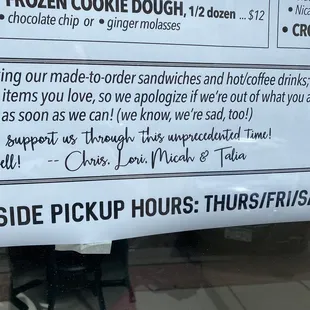 FROZEN COOKIE DOUGH, 1/2 dozen ... $12
• chocolate chip or • ginger molasses
• Nic
• CR
ing our made-to-order sandwiches and hot/coffee drinks;
items you love, so we apologize if we're out of what you a
as soon as we can! (we know, we're sad, too!)
support us through this unprecedented time!
ell! -- Chris, Lori, Micah & Talia
SIDE PICKUP HOURS: THURS/FRI/SA